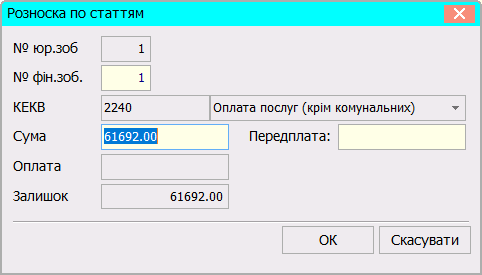 Розноска по статтям
№ юр.зоб 1
№ фін.зоб. 1
КЕКВ 2240 Оплата послуг (крім комунальних)
Сума 61692.00 Передплата:
Оплата
Залишок 61692.00
ОК Скасувати